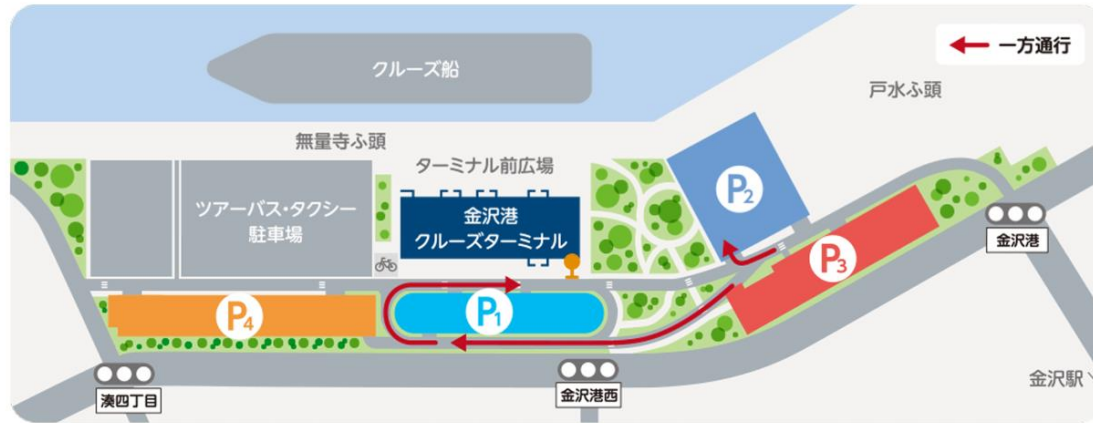 一方通行
クルーズ船
戸水ふ頭
無量寺ふ頭
ターミナル前広場
ツアーバス・タクシー
駐車場
金沢港
クルーズターミナル
P2
金沢港
P3
P4
P1
金沢駅
湊四丁目
金沢港西